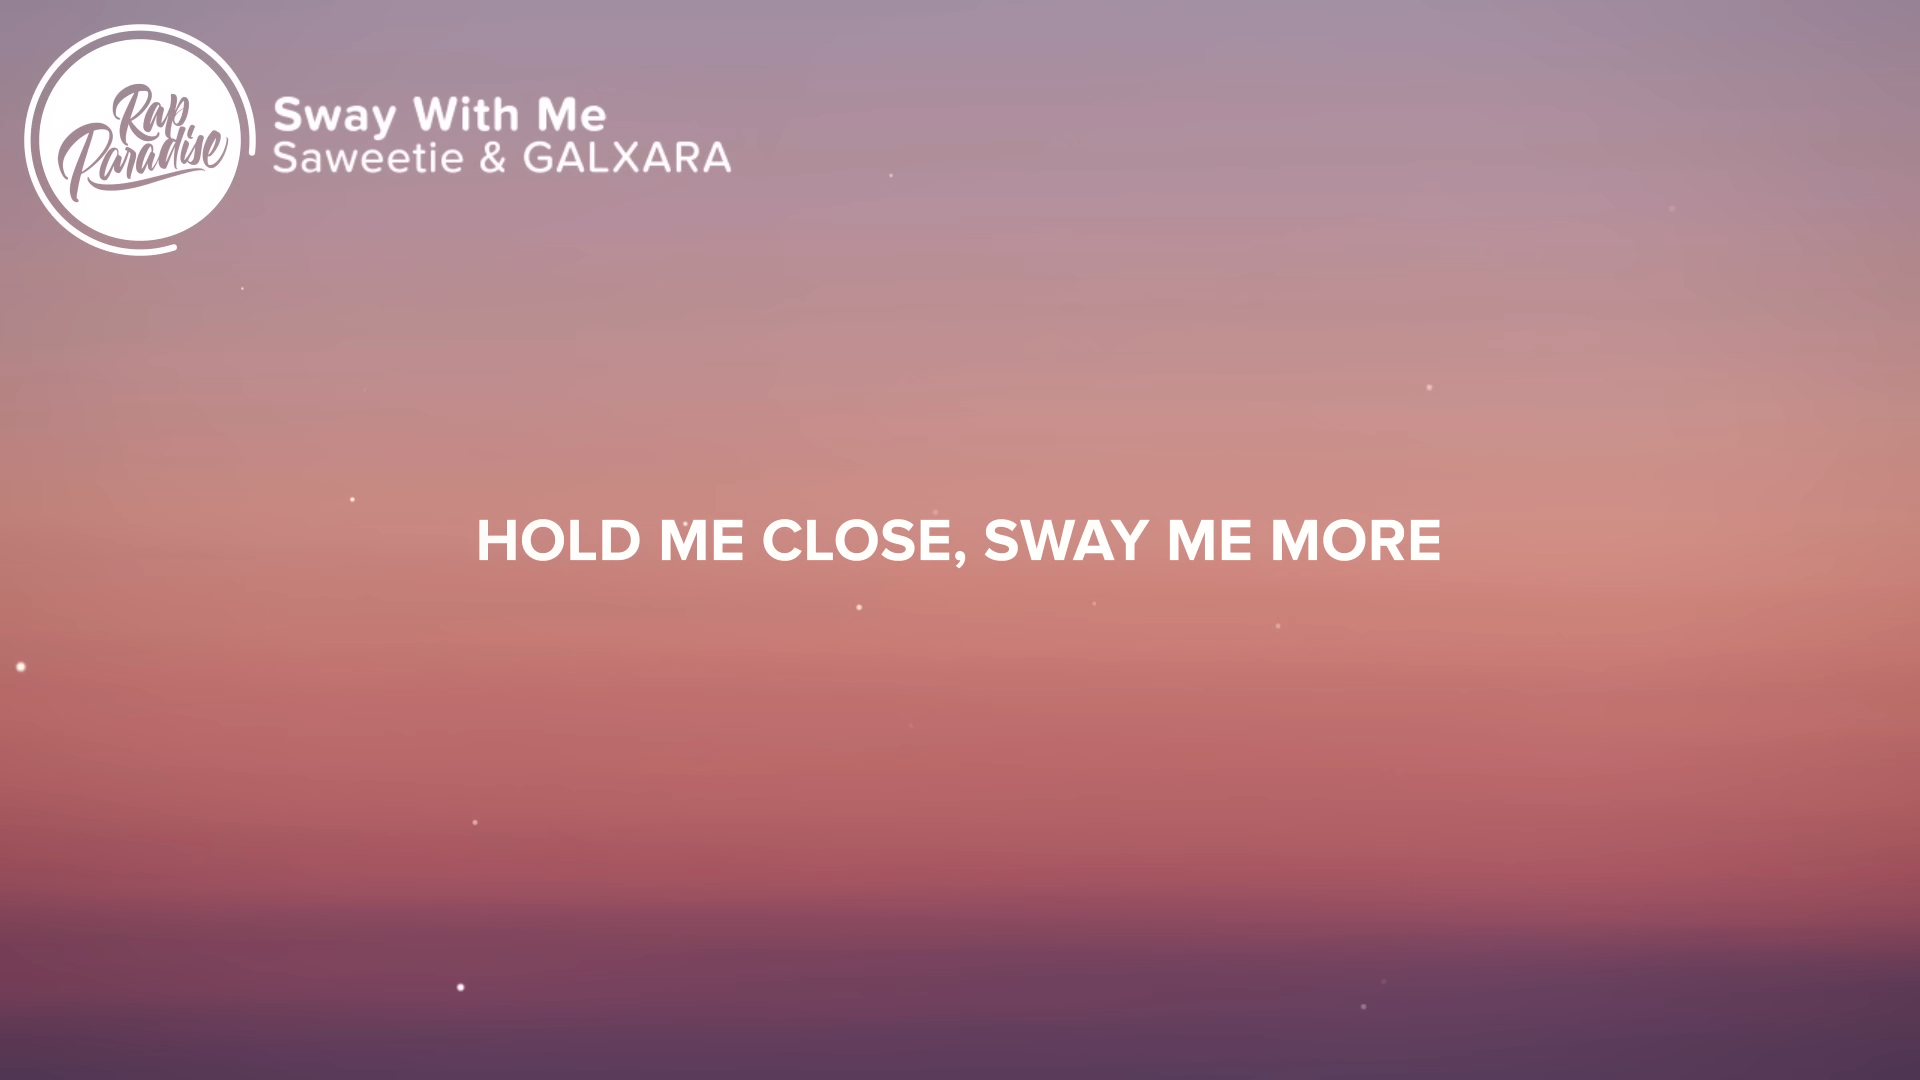 Rap
Paradise
Sway With Me
Saweetie & GALXARA
HOLD ME CLOSE, SWAY ME MORE